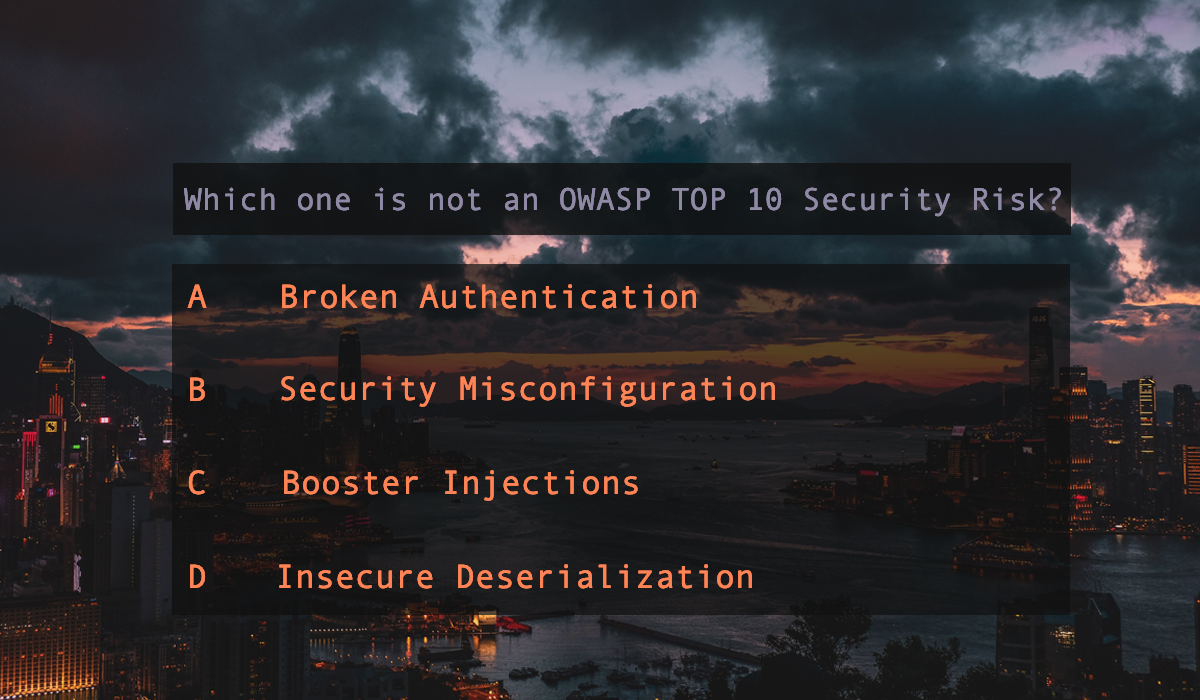 Which one is not an OWASP TOP 10 Security Risk?
A Broken Authentication
B Security Misconfiguration
C Booster Injections
D Insecure Deserialization